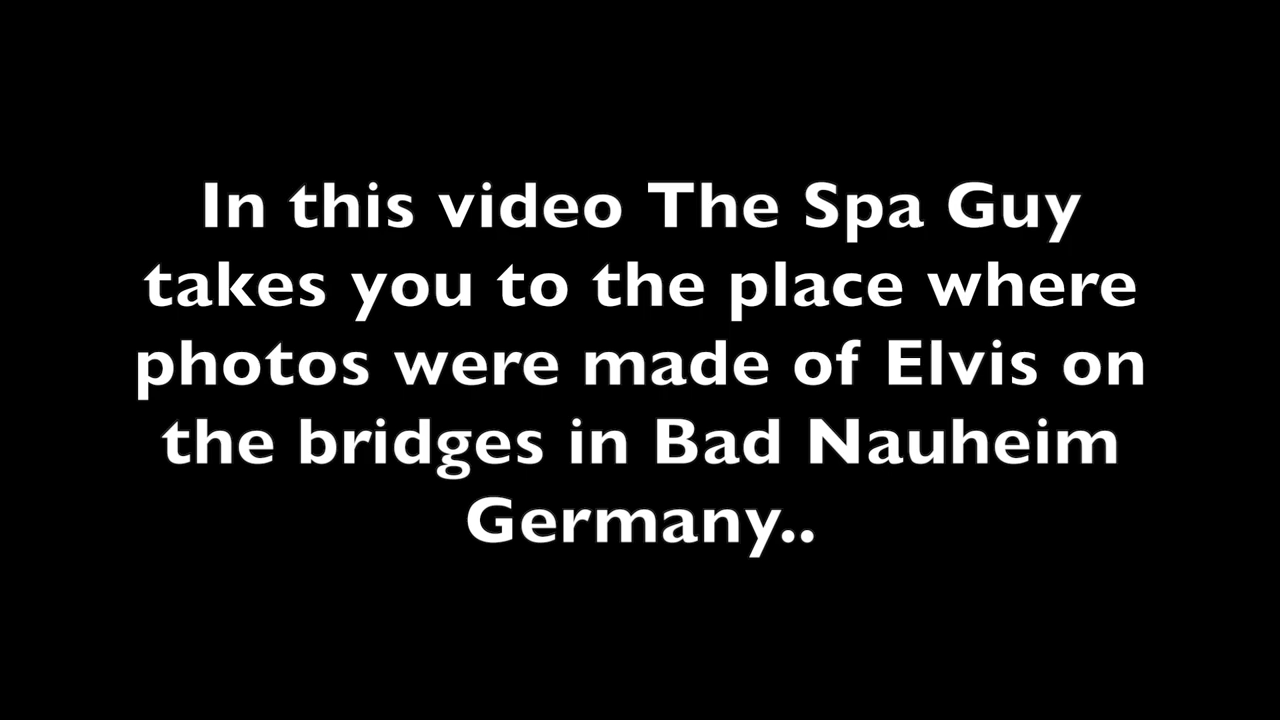 In this video The Spa Guy
takes you to the place where
photos were made of Elvis on
the bridges in Bad Nauheim
Germany..